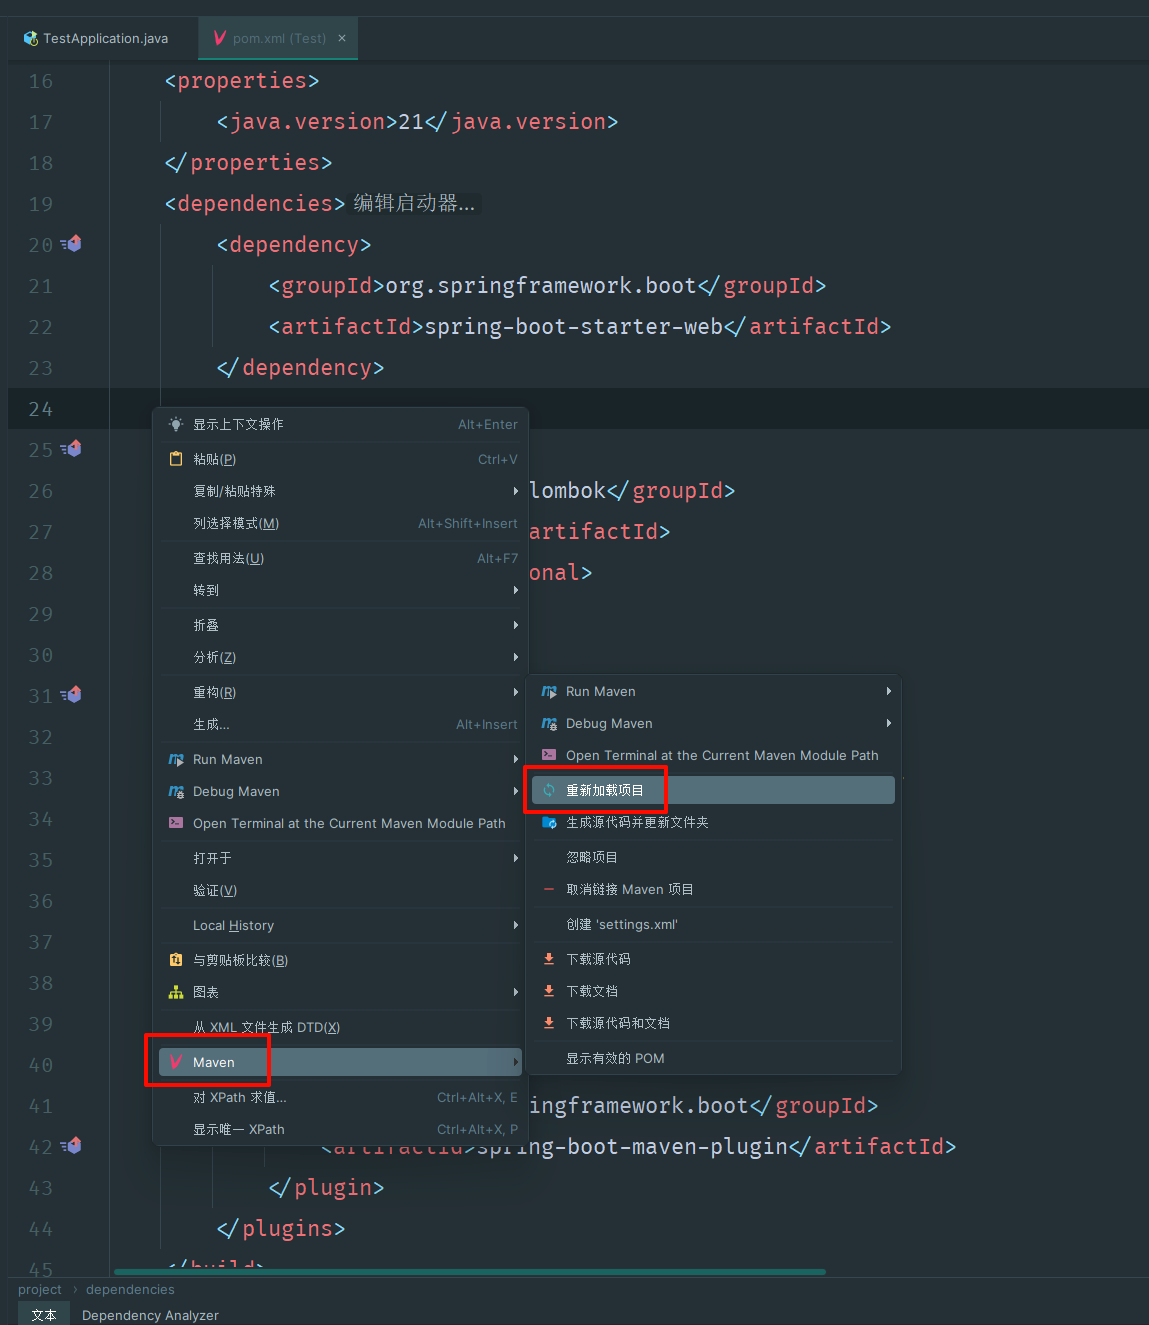 TestApplication.java
pom.xml (Test)
16 <properties>
17 <java.version>21</java.version>
18 </properties>
19 <dependencies> 编辑启动器...
20 <dependency>
21 <groupId>org.springframework.boot</groupId>
22 <artifactId>spring-boot-starter-web</artifactId>
23 </dependency>
24
25
26 lombok</groupId>
27 artifactId>
28 onal>
29
30
31
32
33
34
35
36
37
38
39
40
41 ingframework.boot</groupId>
42 <artifactId>spring-boot-maven-plugin</artifactId>
43 </plugin>
44 </plugins>
45 </build>
显示上下文操作 Alt+Enter
粘贴(P) Ctrl+V
复制/粘贴特殊
列选择模式(M) Alt+Shift+Insert
查找用法(U) Alt+F7
转到
折叠
分析(Z)
重构(R)
生成... Alt+Insert
Run Maven
Debug Maven
Open Terminal at the Current Maven Module Path
打开于
验证(V)
Local History
与剪贴板比较(B)
图表
从 XML 文件生成 DTD(X)
Maven
对 XPath 求值... Ctrl+Alt+X, E
显示唯一 XPath Ctrl+Alt+X, P
Run Maven
Debug Maven
Open Terminal at the Current Maven Module Path
重新加载项目
生成源代码并更新文件夹
忽略项目
取消链接 Maven 项目
创建 'settings.xml'
下载源代码
下载文档
下载源代码和文档
显示有效的 POM
project › dependencies
文本 Dependency Analyzer